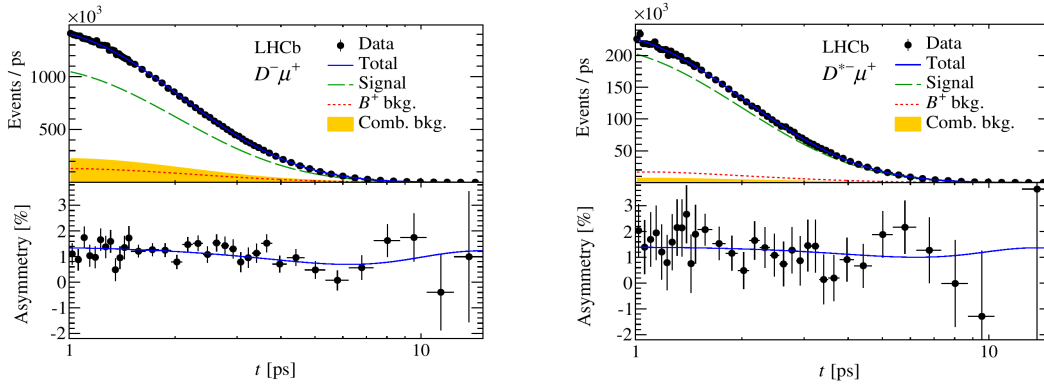 ×10³
LHCb
D⁻μ⁺
Data
Total
Signal
B⁺ bkg.
Comb. bkg.
Events / ps
1000
500
Asymmetry [%]
3
2
1
0
-1
-2
1
10
t [ps]
×10³
LHCb
D*⁻μ⁺
Data
Total
Signal
B⁺ bkg.
Comb. bkg.
Events / ps
250
200
150
100
50
Asymmetry [%]
3
2
1
0
-1
-2
1
10
t [ps]